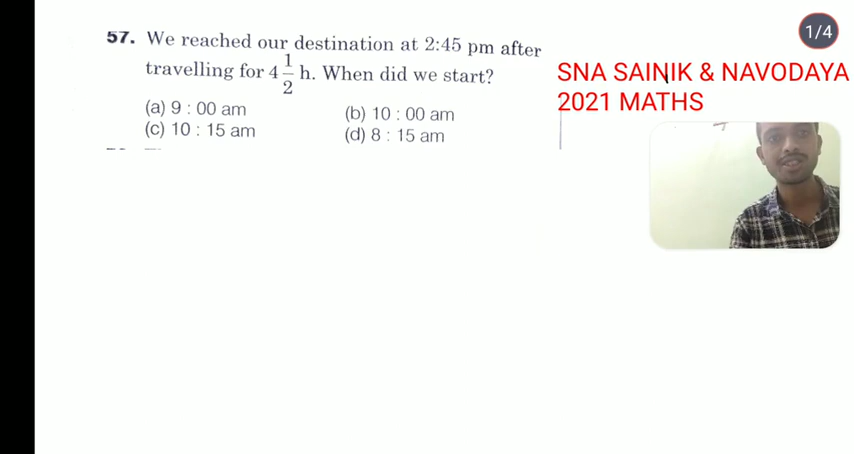 1/4
57. We reached our destination at 2:45 pm after
travelling for 4 1/2 h. When did we start?
(a) 9 : 00 am (b) 10 : 00 am
(c) 10 : 15 am (d) 8 : 15 am
SNA SAINIK & NAVODAYA
2021 MATHS